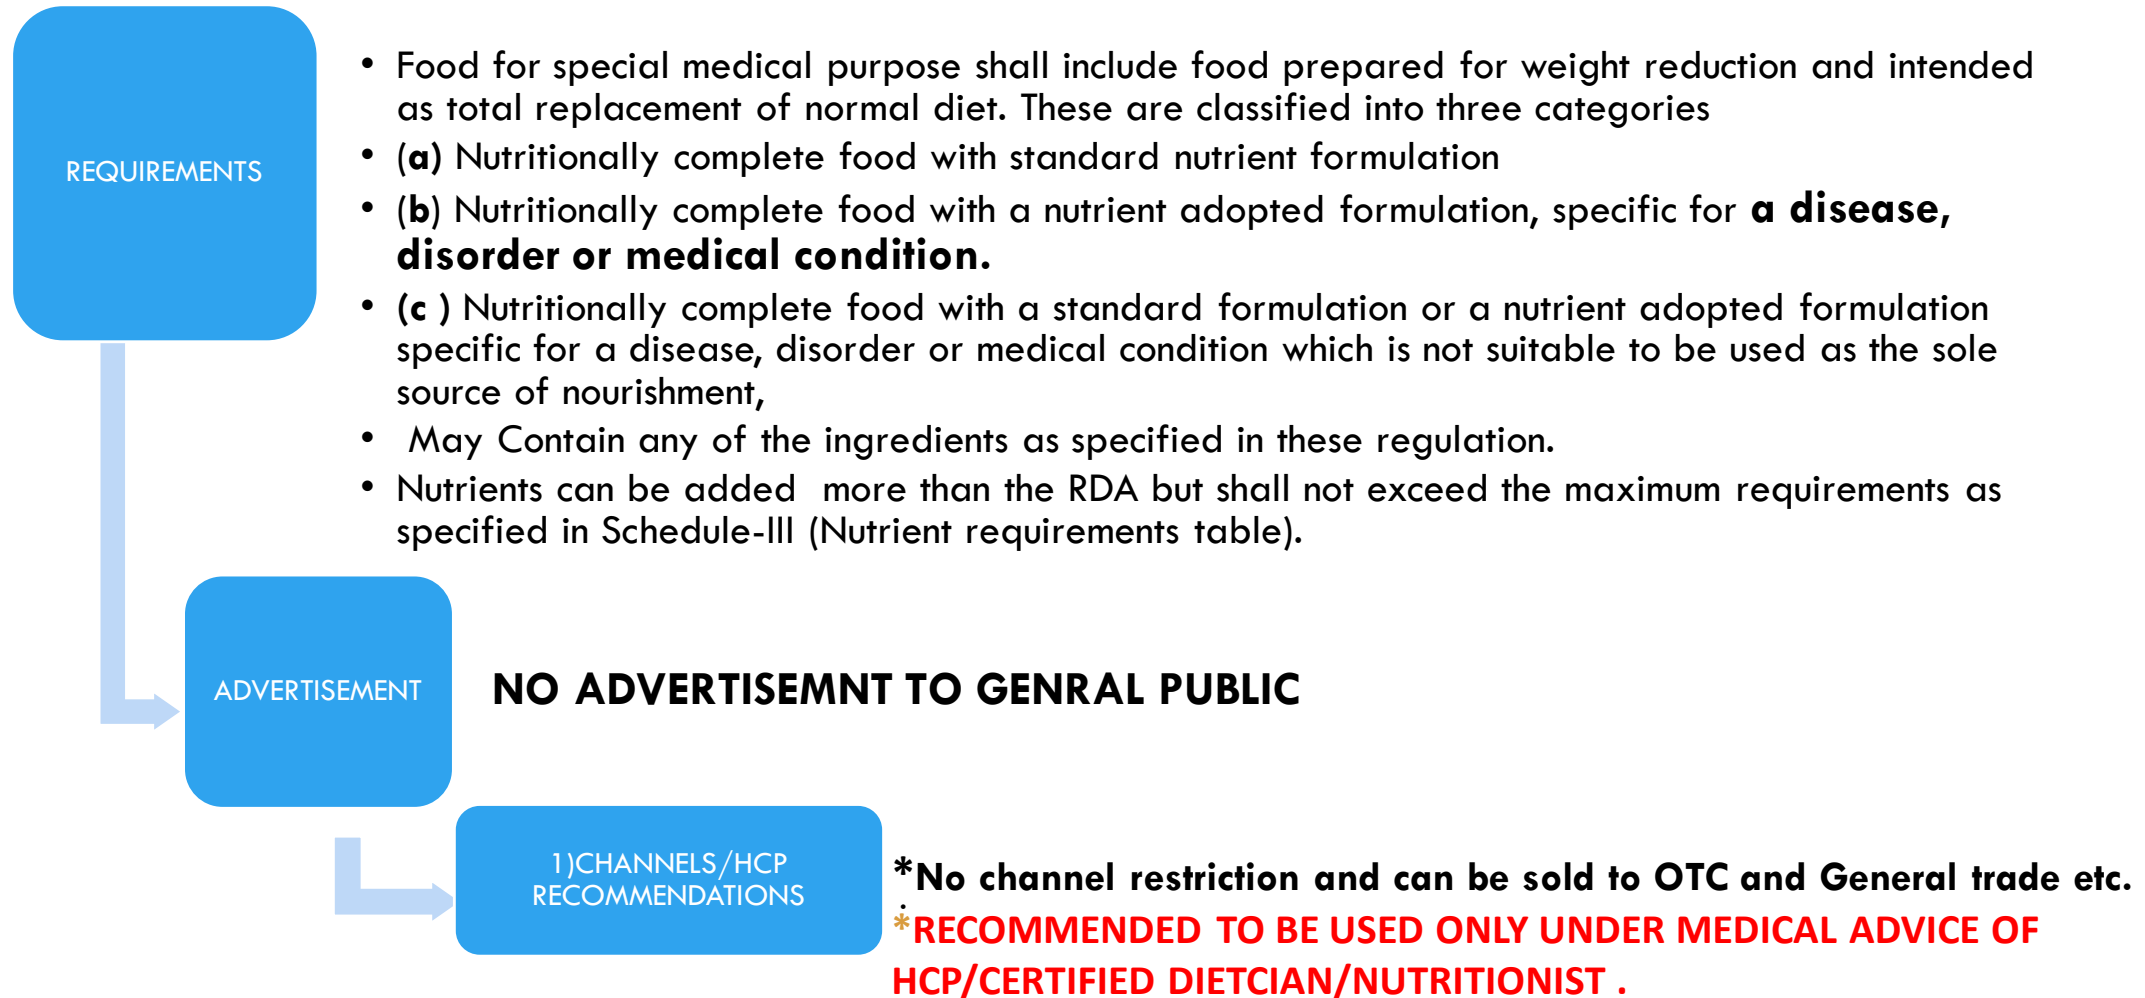 REQUIREMENTS
• Food for special medical purpose shall include food prepared for weight reduction and intended
as total replacement of normal diet. These are classified into three categories
• (a) Nutritionally complete food with standard nutrient formulation
• (b) Nutritionally complete food with a nutrient adopted formulation, specific for a disease,
disorder or medical condition.
• (c ) Nutritionally complete food with a standard formulation or a nutrient adopted formulation
specific for a disease, disorder or medical condition which is not suitable to be used as the sole
source of nourishment,
• May Contain any of the ingredients as specified in these regulation.
• Nutrients can be added  more than the RDA but shall not exceed the maximum requirements as
specified in Schedule-III (Nutrient requirements table).
ADVERTISEMENT
NO ADVERTISEMNT TO GENRAL PUBLIC
1)CHANNELS/HCP
RECOMMENDATIONS
*No channel restriction and can be sold to OTC and General trade etc.
.
*RECOMMENDED TO BE USED ONLY UNDER MEDICAL ADVICE OF
HCP/CERTIFIED DIETCIAN/NUTRITIONIST .